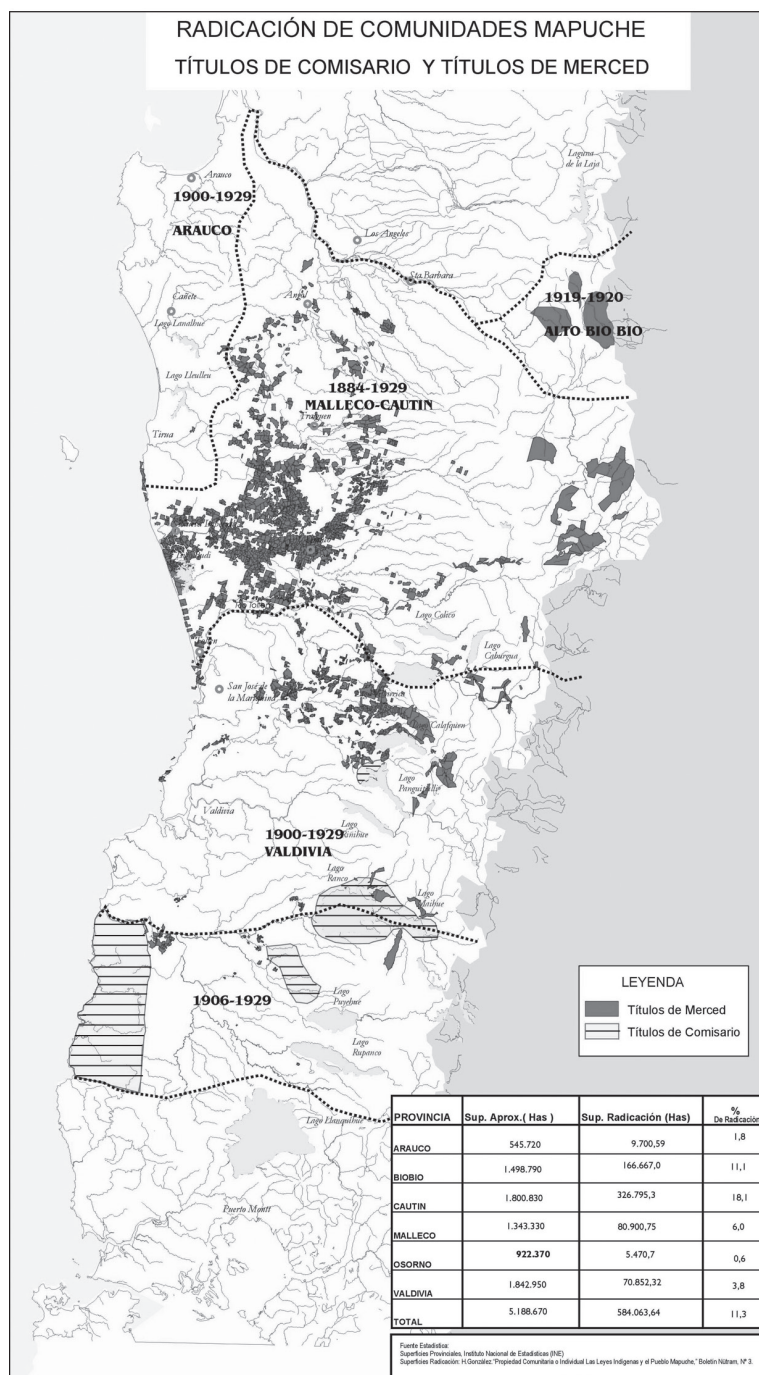 RADICACIÓN DE COMUNIDADES MAPUCHE
TÍTULOS DE COMISARIO Y TÍTULOS DE MERCED
Laguna
de la Laja
Arauco
1900-1929
ARAUCO
Los Angeles
Sta.Barbara
Cañete
Lago Lanalhue
Angol
1919-1920
ALTO BIO BIO
Lago Lleulleu
1884-1929
MALLECO-CAUTIN
Traiguen
Tirua
Lago Colico
Lago
Caburgua
San José de
la Mariquina
Calafquen
Lago
Panguipulli
Valdivia
Lago
1900-1929
VALDIVIA
Lago
Ranco
Lago
Maihue
1906-1929
Lago
Puyehue
Lago
Rupanco
Lago Llanquihue
Puerto Montt
LEYENDA
Títulos de Merced
Títulos de Comisario
PROVINCIA Sup. Aprox.( Has ) Sup. Radicación (Has) % De Radicación
ARAUCO 545.720 9.700,59 1,8
BIOBIO 1.498.790 166.667,0 11,1
CAUTIN 1.800.830 326.795,3 18,1
MALLECO 1.343.330 80.900,75 6,0
OSORNO 922.370 5.470,7 0,6
VALDIVIA 1.842.950 70.852,32 3,8
TOTAL 5.188.670 584.063,64 11,3
Fuente Estadistica:
Superficies Provinciales, Instituto Nacional de Estadísticas (INE)
Superficies Radicación: H.González."Propiedad Comunitaria o Individual Las Leyes Indigenas y el Pueblo Mapuche," Boletín Nütram, Nº 3.